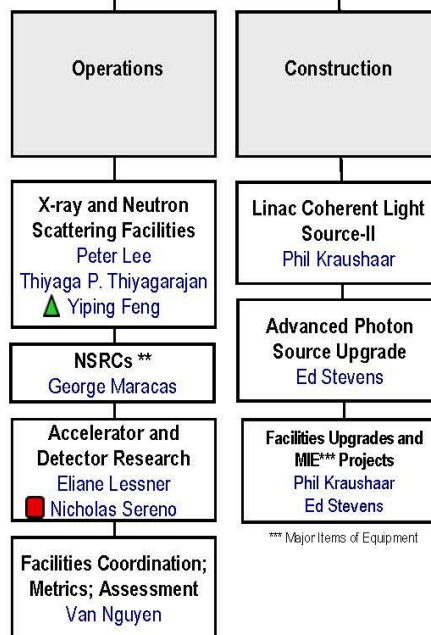 Operations
X-ray and Neutron
Scattering Facilities
Peter Lee
Thiyaga P. Thiyagarajan
Yiping Feng
NSRCs **
George Maracas
Accelerator and
Detector Research
Eliane Lessner
Nicholas Sereno
Facilities Coordination;
Metrics; Assessment
Van Nguyen
Construction
Linac Coherent Light
Source-II
Phil Kraushaar
Advanced Photon
Source Upgrade
Ed Stevens
Facilities Upgrades and
MIE*** Projects
Phil Kraushaar
Ed Stevens
*** Major Items of Equipment